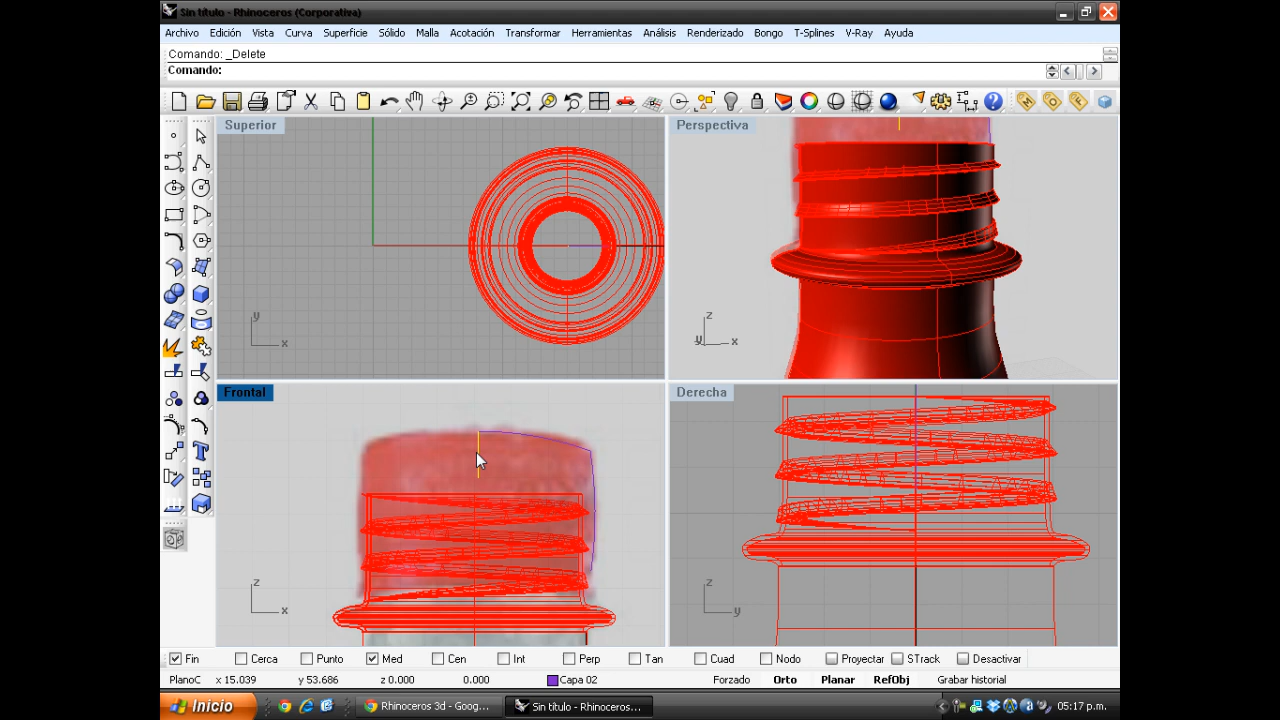 Sin título - Rhinoceros (Corporativa)
Archivo Edición Vista Curva Superficie Sólido Malla Acotación Transformar Herramientas Análisis Renderizado Bongo T-Splines V-Ray Ayuda
Comando: _Delete
Comando:
Superior
Perspectiva
y
x
z
y
x
Frontal
Derecha
z
x
z
y
Fin Cerca Punto Med Cen Int Perp Tan Cuad Nodo Proyectar STrack Desactivar
PlanoC x 15.039 y 53.686 z 0.000 0.000 Capa 02 Forzado Orto Planar RefObj Grabar historial
Inicio Rhinoceros 3d - Goog... Sin título - Rhinoceros... 05:17 p.m.